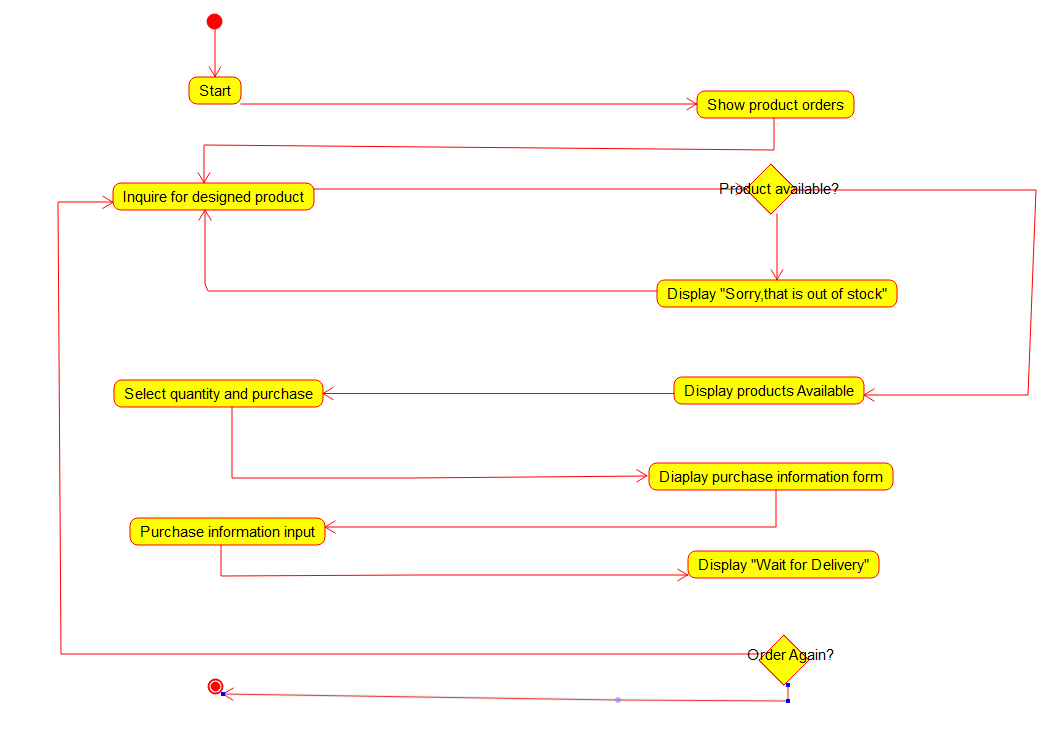 Start
Show product orders
Inquire for designed product
Product available?
Display "Sorry,that is out of stock"
Select quantity and purchase
Display products Available
Diaplay purchase information form
Purchase information input
Display "Wait for Delivery"
Order Again?